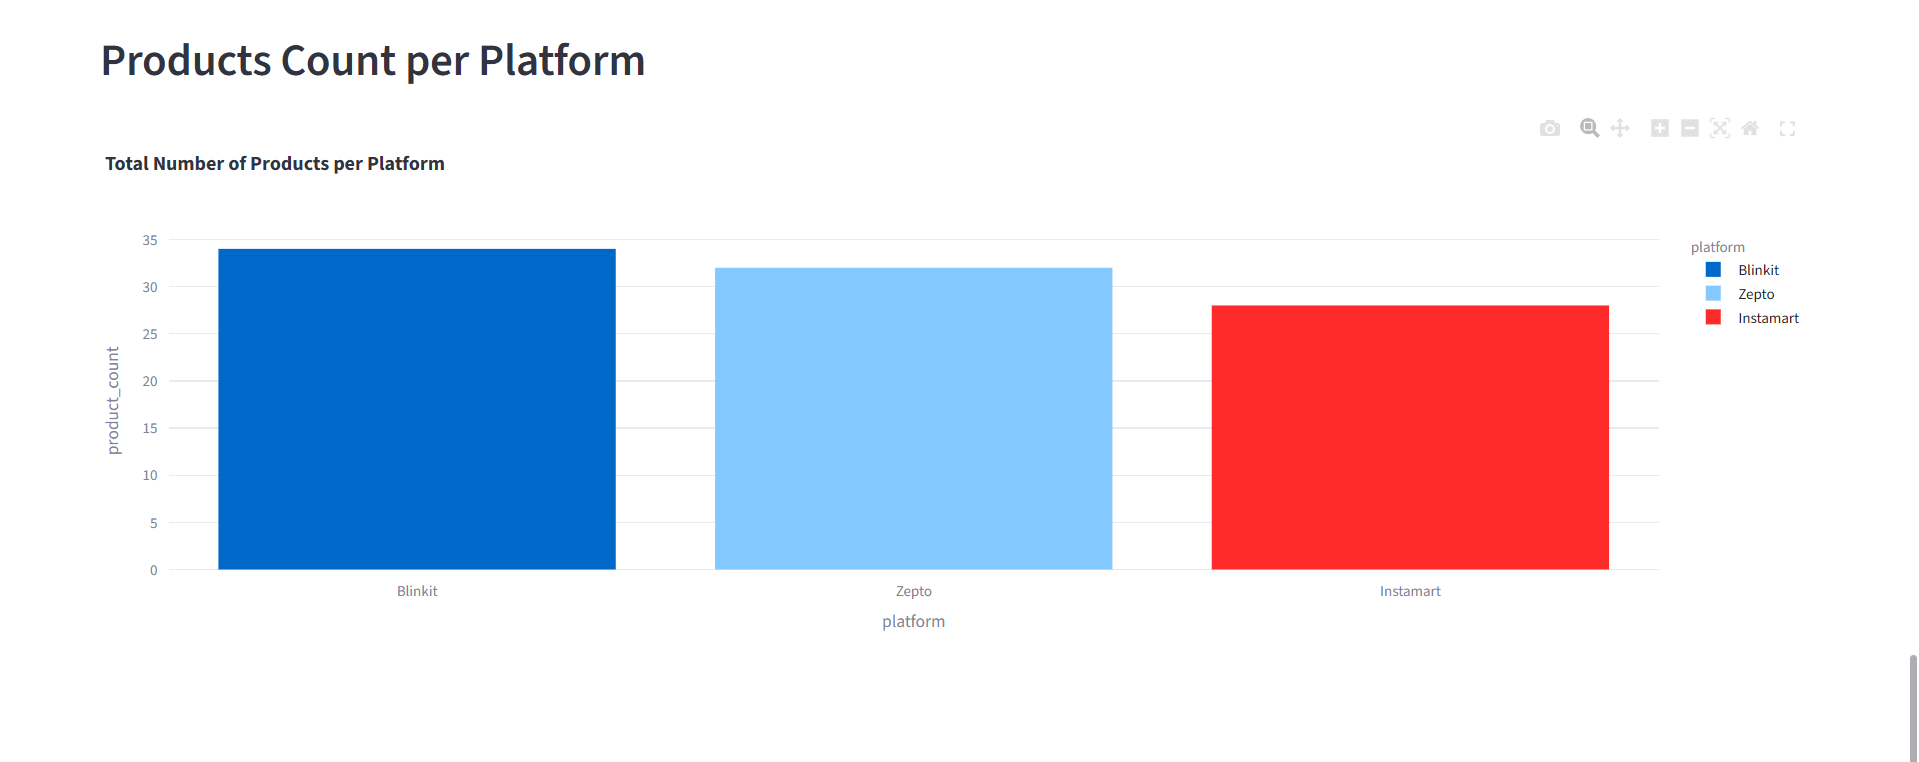 Products Count per Platform
Total Number of Products per Platform
35
30
25
20
15
10
5
0
product_count
Blinkit
Zepto
Instamart
platform
platform
Blinkit
Zepto
Instamart